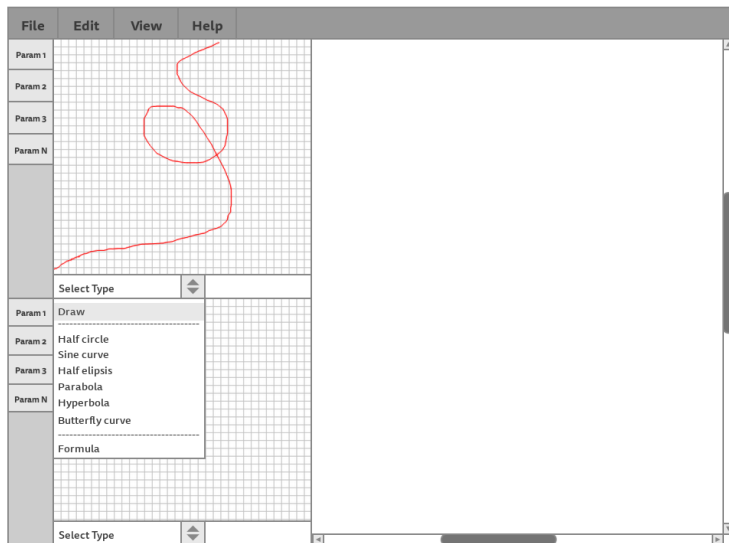 File Edit View Help
Param 1
Param 2
Param 3
Param N
Select Type
Param 1
Param 2
Param 3
Param N
Draw
Half circle
Sine curve
Half elipsis
Parabola
Hyperbola
Butterfly curve
Formula
Select Type